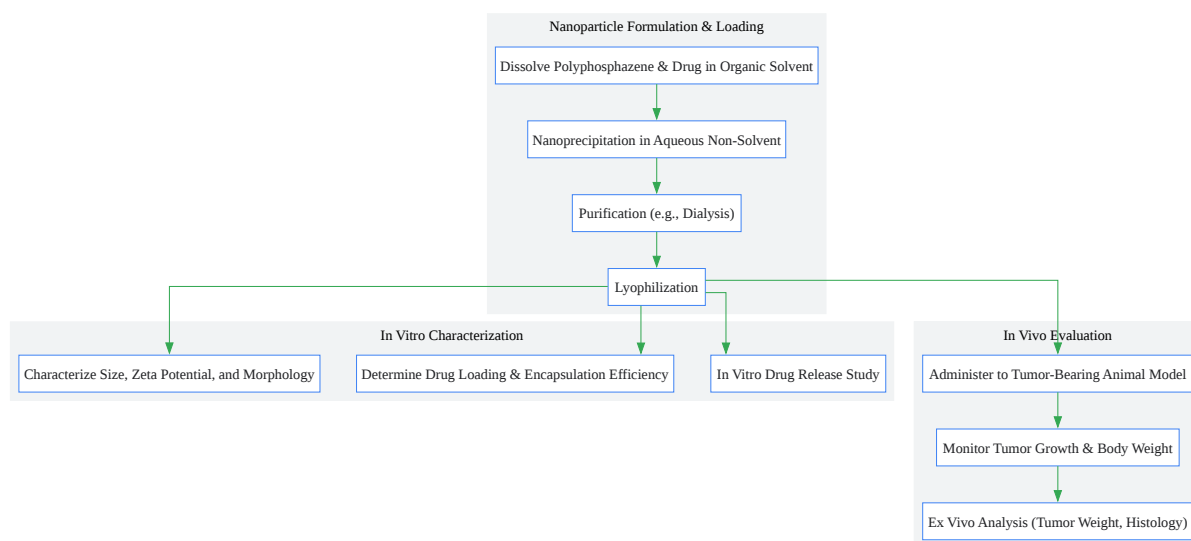 Nanoparticle Formulation & Loading
Dissolve Polyphosphazene & Drug in Organic Solvent
Nanoprecipitation in Aqueous Non-Solvent
Purification (e.g., Dialysis)
Lyophilization
In Vitro Characterization
Characterize Size, Zeta Potential, and Morphology
Determine Drug Loading & Encapsulation Efficiency
In Vitro Drug Release Study
In Vivo Evaluation
Administer to Tumor-Bearing Animal Model
Monitor Tumor Growth & Body Weight
Ex Vivo Analysis (Tumor Weight, Histology)